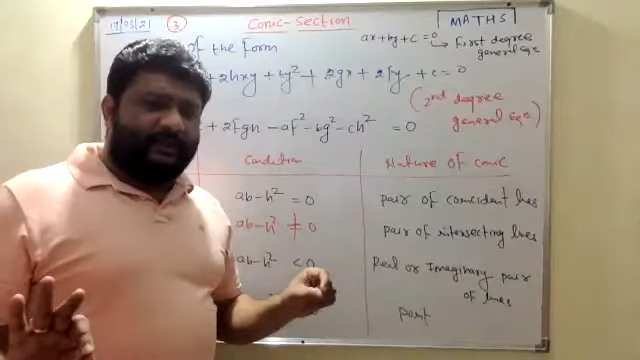 17/05/21 3 Conic-Section MATHS
ax+by+c=0 → First degree general Eqn.
of the form
+2hxy + by² + 2gx + 2fy + c = 0
(2nd degree general Eqn.)
+ 2fgh - af² - bg² - ch² = 0
Condition Nature of conic
ab-h² = 0 pair of coincident lines
ab-h² ≠ 0 pair of intersecting lines
ab-h² < 0 Real or Imaginary pair of lines
point